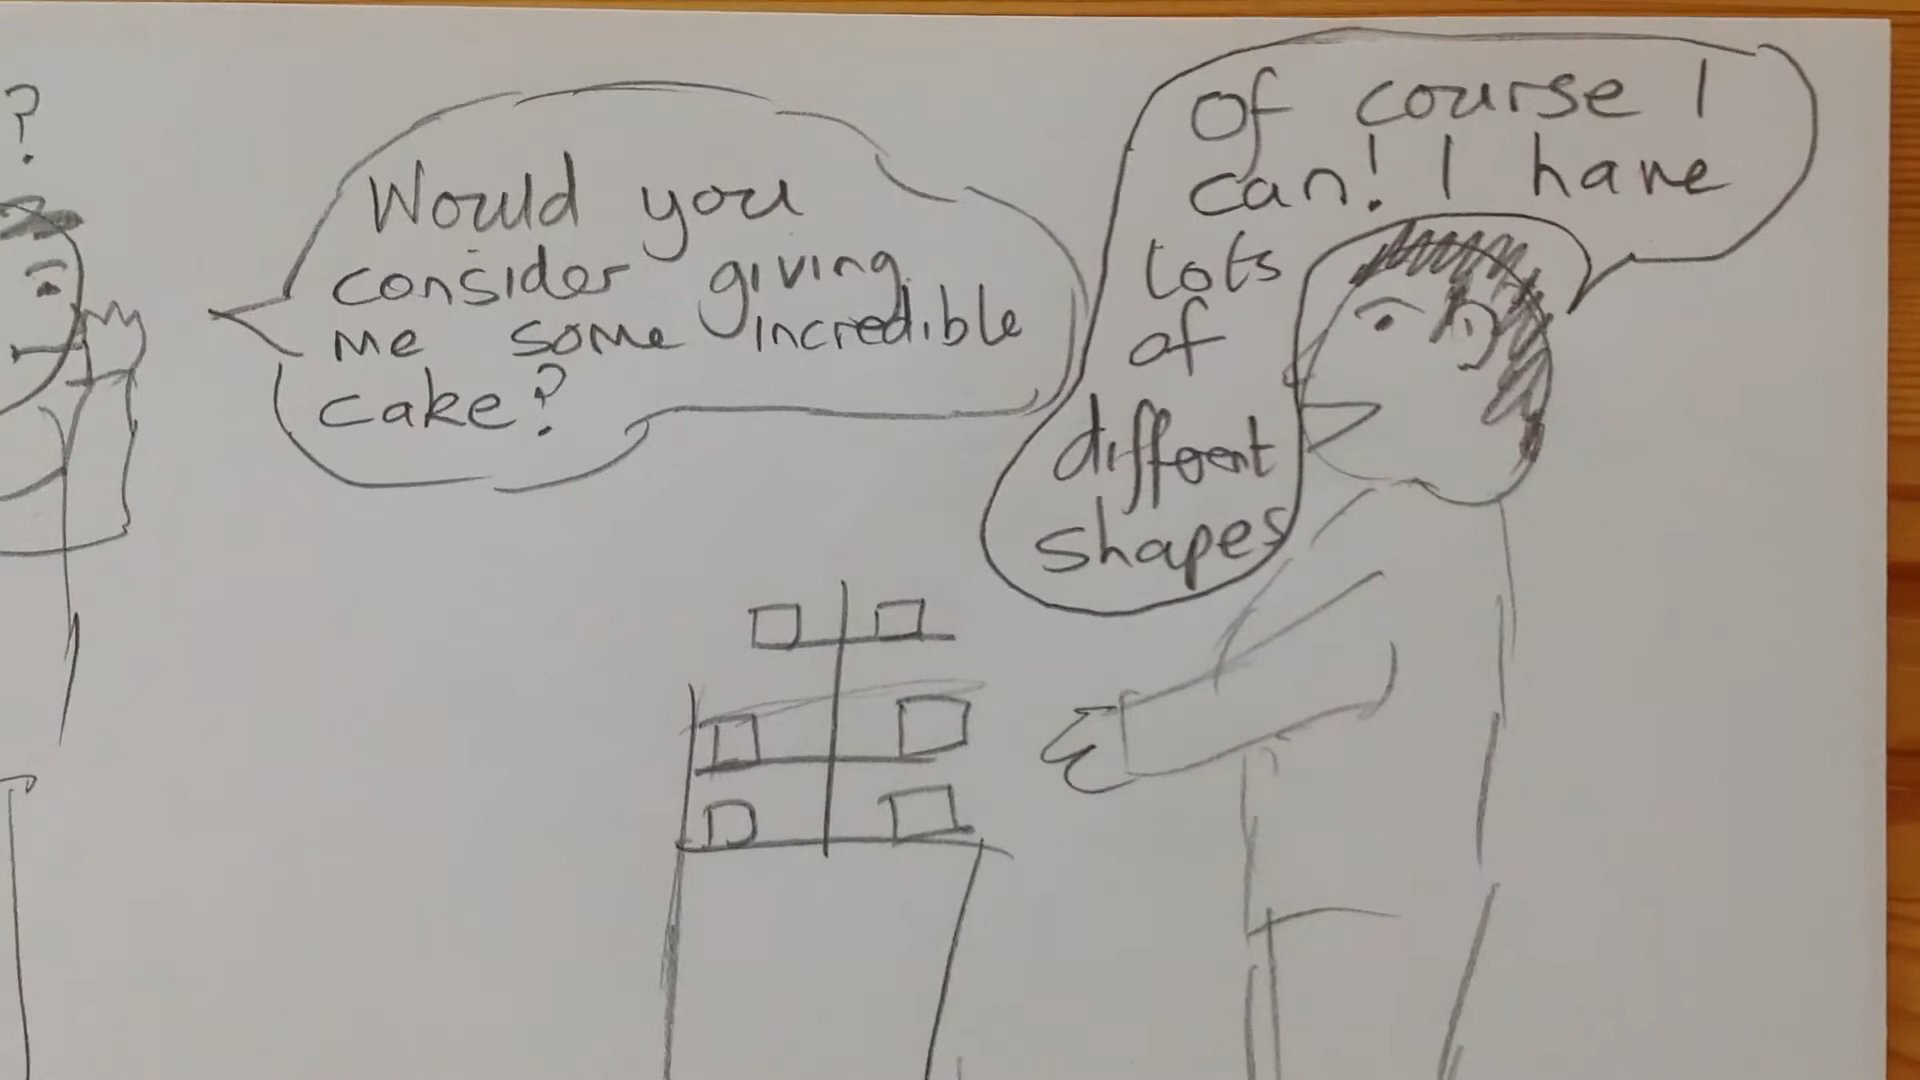 ?
Would you
consider giving
me some incredible
cake?
Of course I
can! I have
lots
of
different
shapes